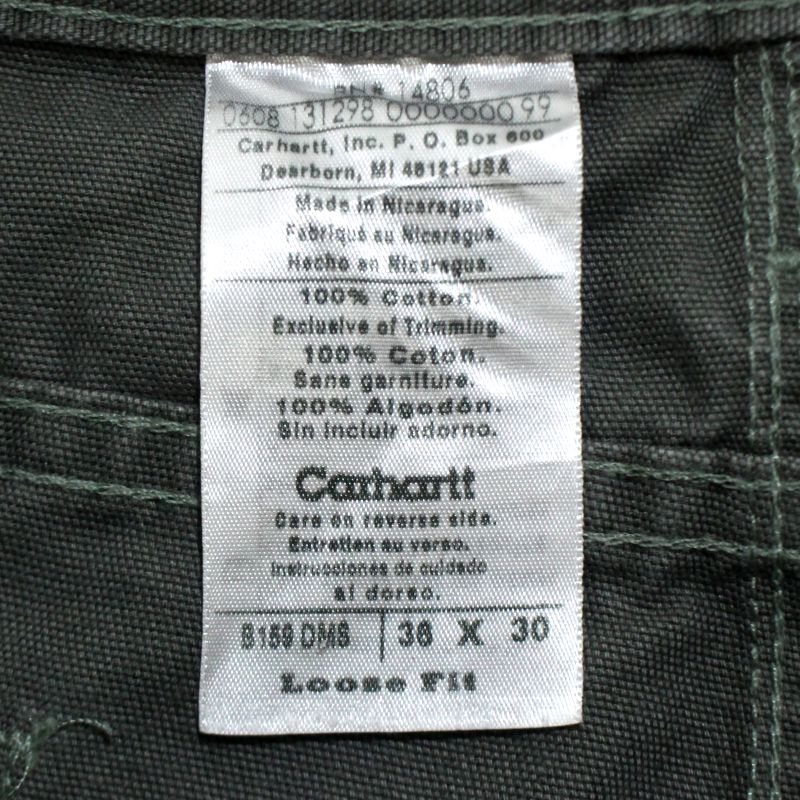 RN# 14806
0608 131298 0000000099
Carhartt, Inc. P. O. Box 600
Dearborn, MI 48121 USA
Made in Nicaragua.
Fabriqué au Nicaragua.
Hecho en Nicaragua.
100% Cotton.
Exclusive of Trimming.
100% Coton.
Sans garniture.
100% Algodón.
Sin incluir adorno.
Carhartt
Care on reverse side.
Entretien au verso.
Instrucciones de cuidado
al dorso.
B159 DMS 36 X 30
Loose Fit